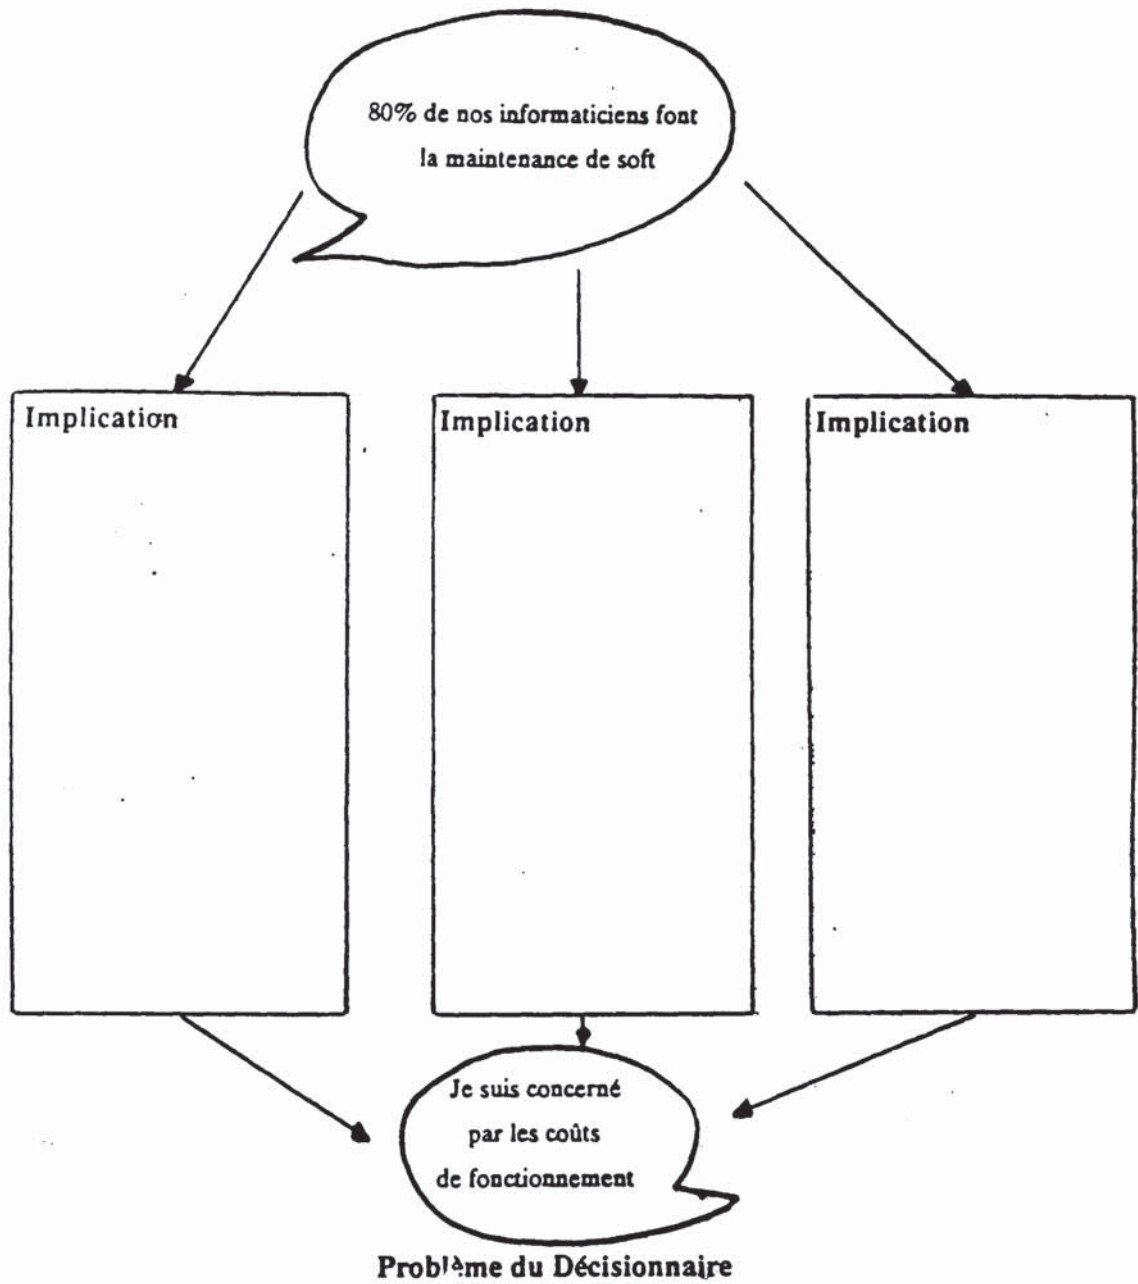 80% de nos informaticiens font
la maintenance de soft
Implication
Implication
Implication
Je suis concerné
par les coûts
de fonctionnement
Problème du Décisionnaire